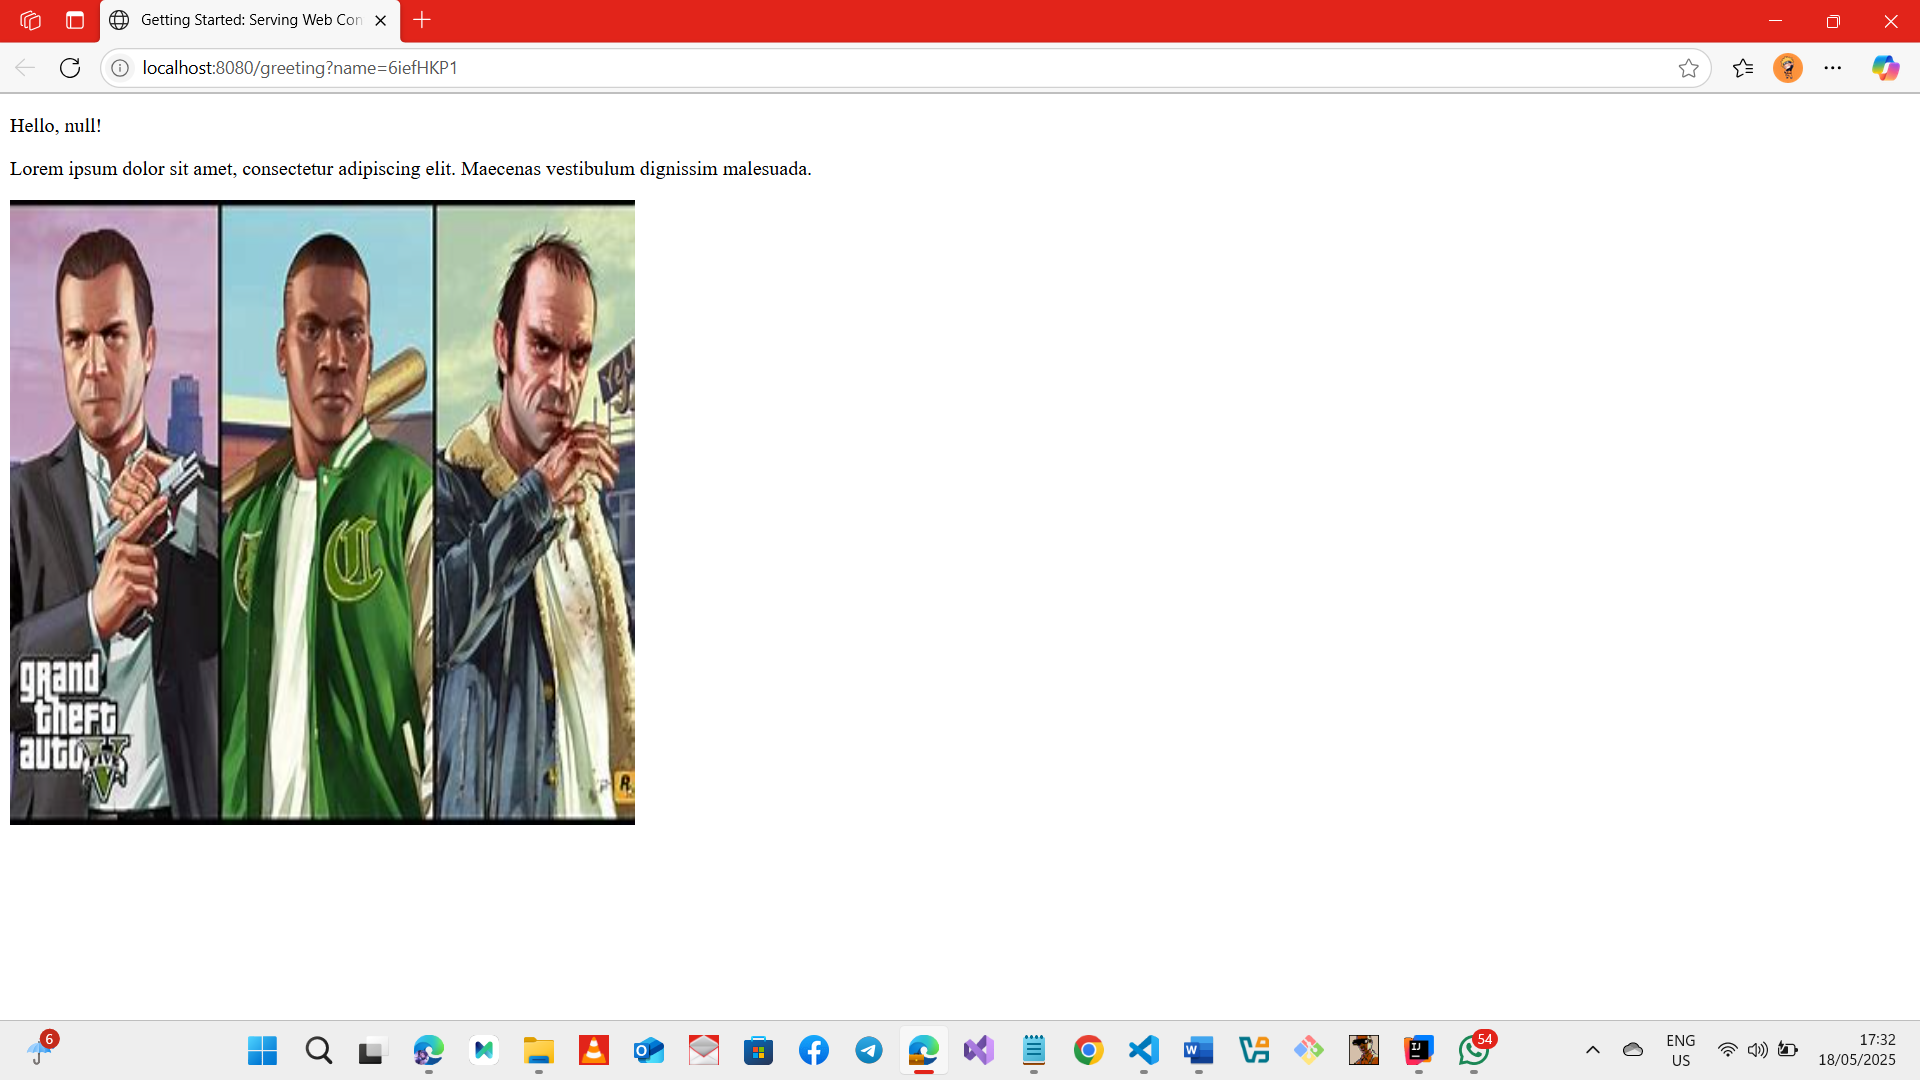 Getting Started: Serving Web Con
localhost:8080/greeting?name=6iefHKP1
Hello, null!
Lorem ipsum dolor sit amet, consectetur adipiscing elit. Maecenas vestibulum dignissim malesuada.
Yel
C
grand
theft
auto
V
R
6
54
ENG
US
17:32
18/05/2025